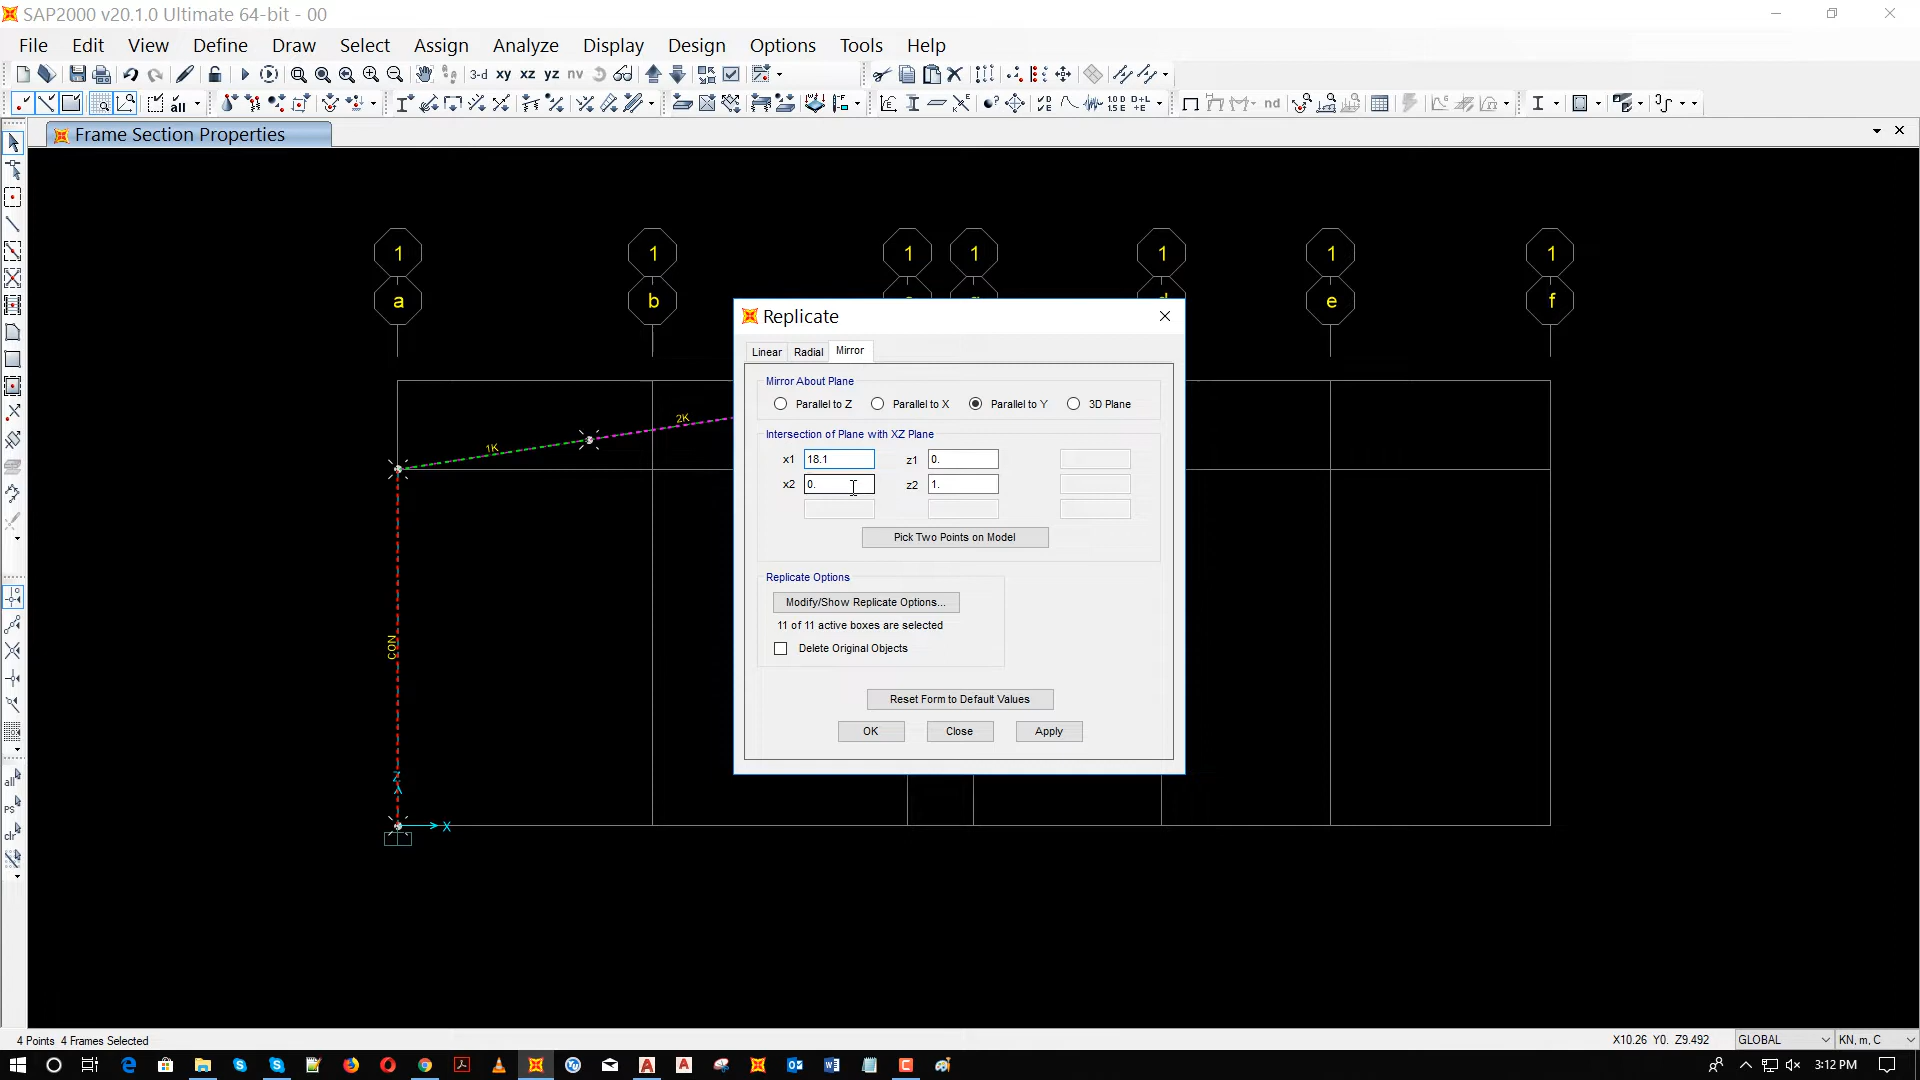 SAP2000 v20.1.0 Ultimate 64-bit - 00
File Edit View Define Draw Select Assign Analyze Display Design Options Tools Help
3-d xy xz yz nv
all nd
Frame Section Properties
1 1 1 1 1 1 1
a b d e f
Replicate
Linear Radial Mirror
Mirror About Plane
Parallel to Z Parallel to X Parallel to Y 3D Plane
Intersection of Plane with XZ Plane
x1 18.1 z1 0.
x2 0. z2 1.
Pick Two Points on Model
Replicate Options
Modify/Show Replicate Options...
11 of 11 active boxes are selected
Delete Original Objects
Reset Form to Default Values
OK Close Apply
1K
2K
CON
Z
X
all
PS
clr
4 Points 4 Frames Selected
X10.26 Y0. Z9.492
GLOBAL
KN, m, C
3:12 PM